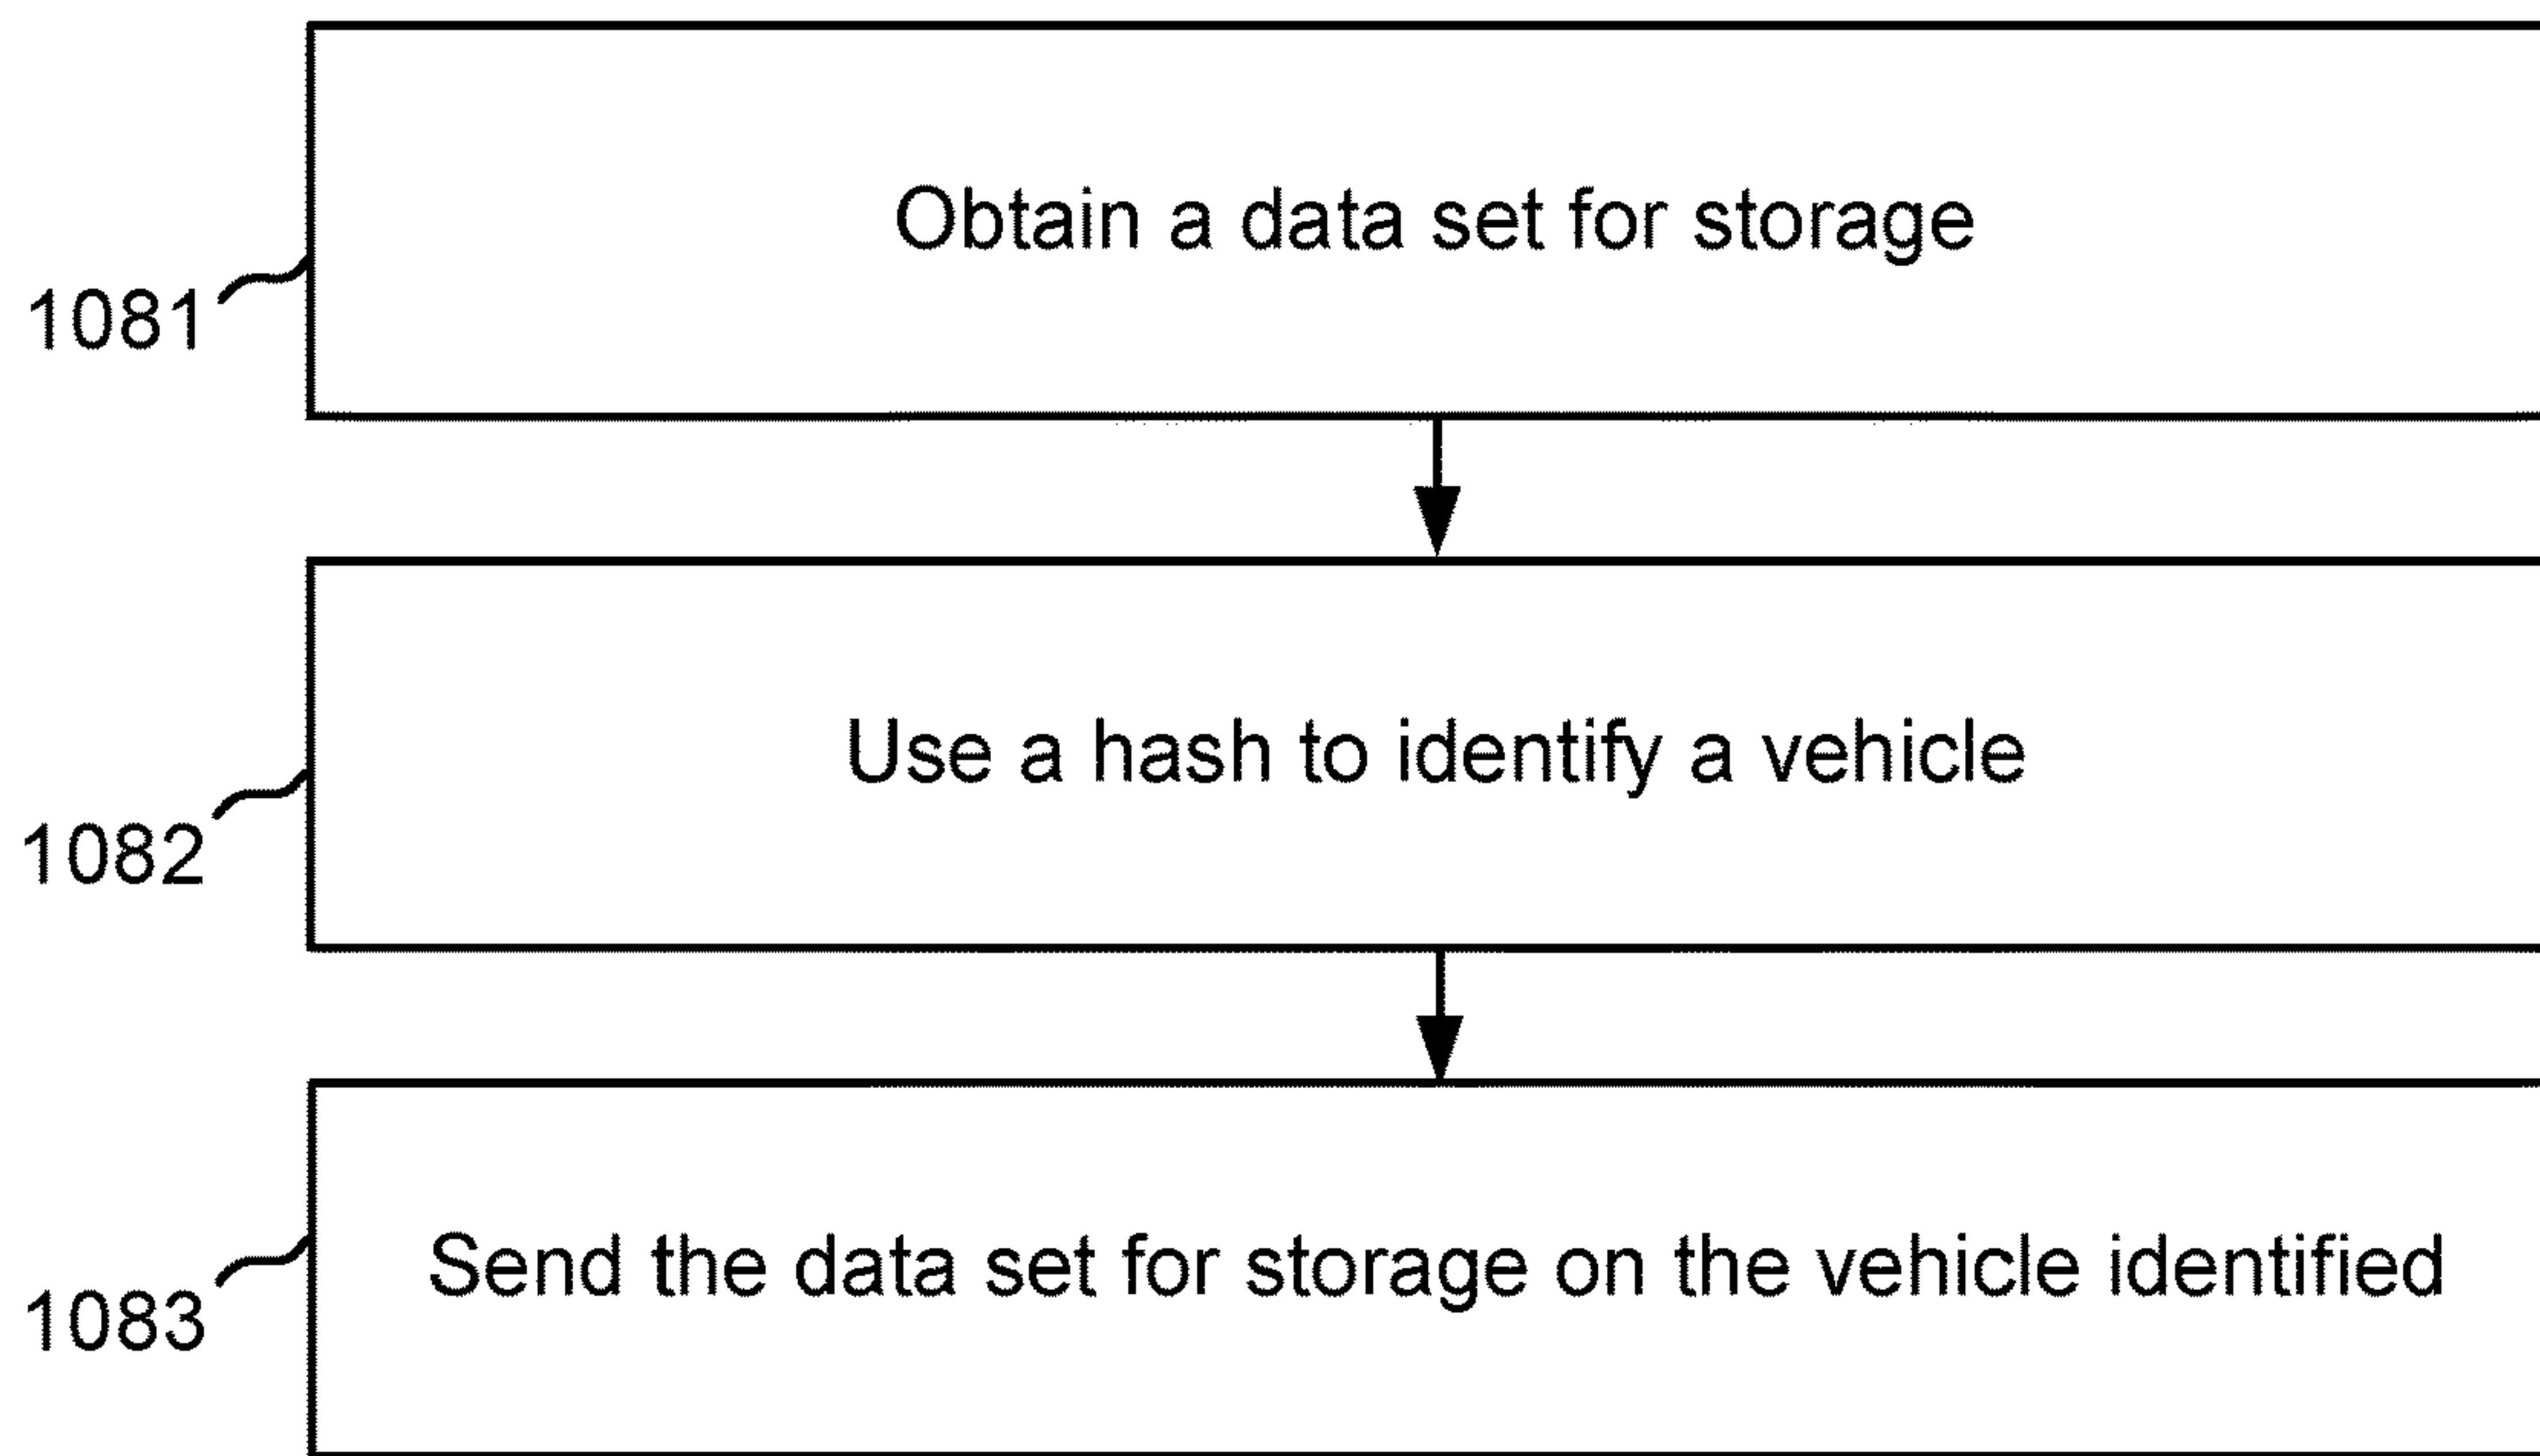 Obtain a data set for storage
1081
Use a hash to identify a vehicle
1082
Send the data set for storage on the vehicle identified
1083